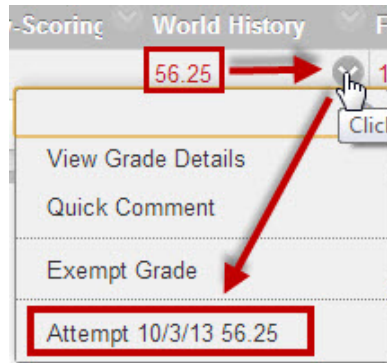 -Scoring World History F
56.25 1
Clic
View Grade Details
Quick Comment
Exempt Grade
Attempt 10/3/13 56.25